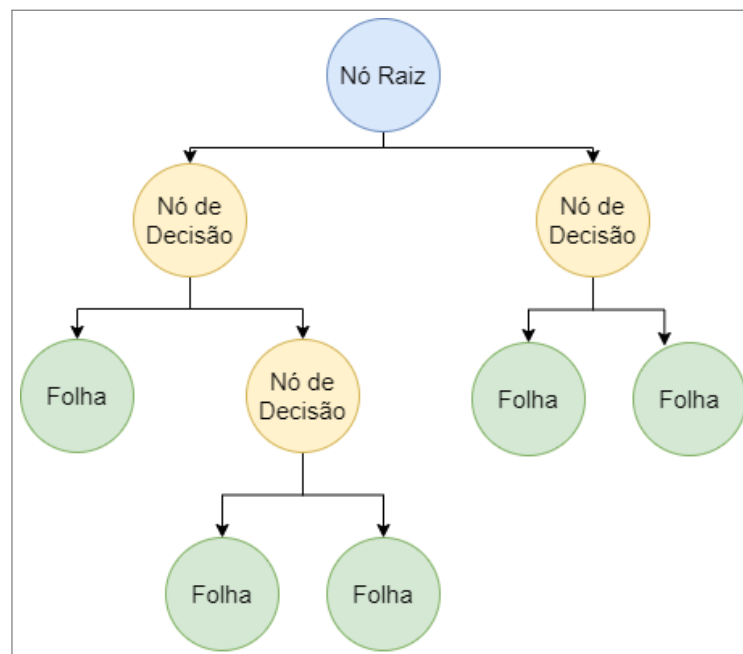 Nó Raiz
Nó de
Decisão
Nó de
Decisão
Folha
Nó de
Decisão
Folha
Folha
Folha
Folha